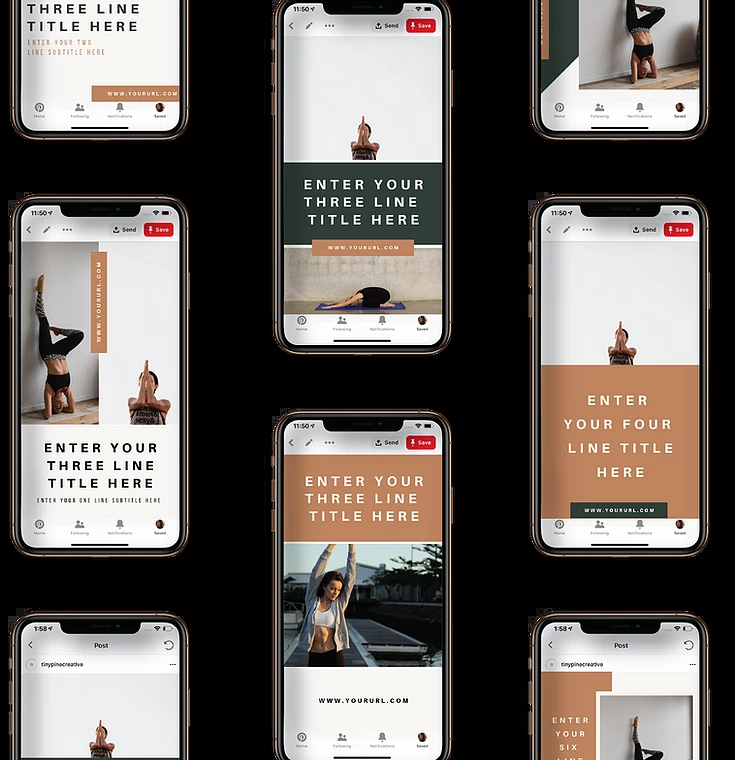 THREE LINE
TITLE HERE
ENTER YOUR TWO
LINE SUBTITLE HERE
WWW.YOURURL.COM
Home
Following
Notifications
Saved
11:50
Send
Save
ENTER YOUR
THREE LINE
TITLE HERE
WWW.YOURURL.COM
Home
Following
Notifications
Saved
Home
Following
Notifications
Saved
11:50
Send
Save
WWW.YOURURL.COM
ENTER YOUR
THREE LINE
TITLE HERE
ENTER YOUR ONE LINE SUBTITLE HERE
Home
Following
Notifications
Saved
11:50
Send
Save
ENTER YOUR
THREE LINE
TITLE HERE
WWW.YOURURL.COM
Home
Following
Notifications
Saved
11:50
Send
Save
ENTER
YOUR FOUR
LINE TITLE
HERE
WWW.YOURURL.COM
Home
Following
Notifications
Saved
1:58
Post
tinypinecreative
1:58
Post
tinypinecreative
ENTER
YOUR
SIX